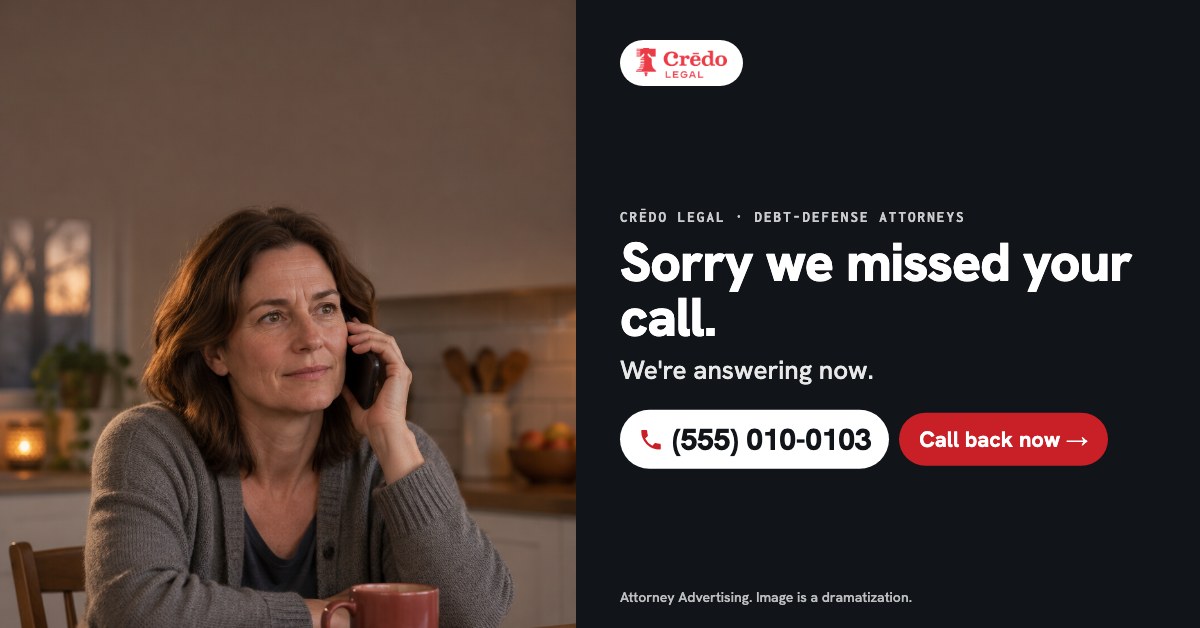 Crēdo
LEGAL
CRĒDO LEGAL · DEBT-DEFENSE ATTORNEYS
Sorry we missed your
call.
We're answering now.
(555) 010-0103
Call back now →
Attorney Advertising. Image is a dramatization.